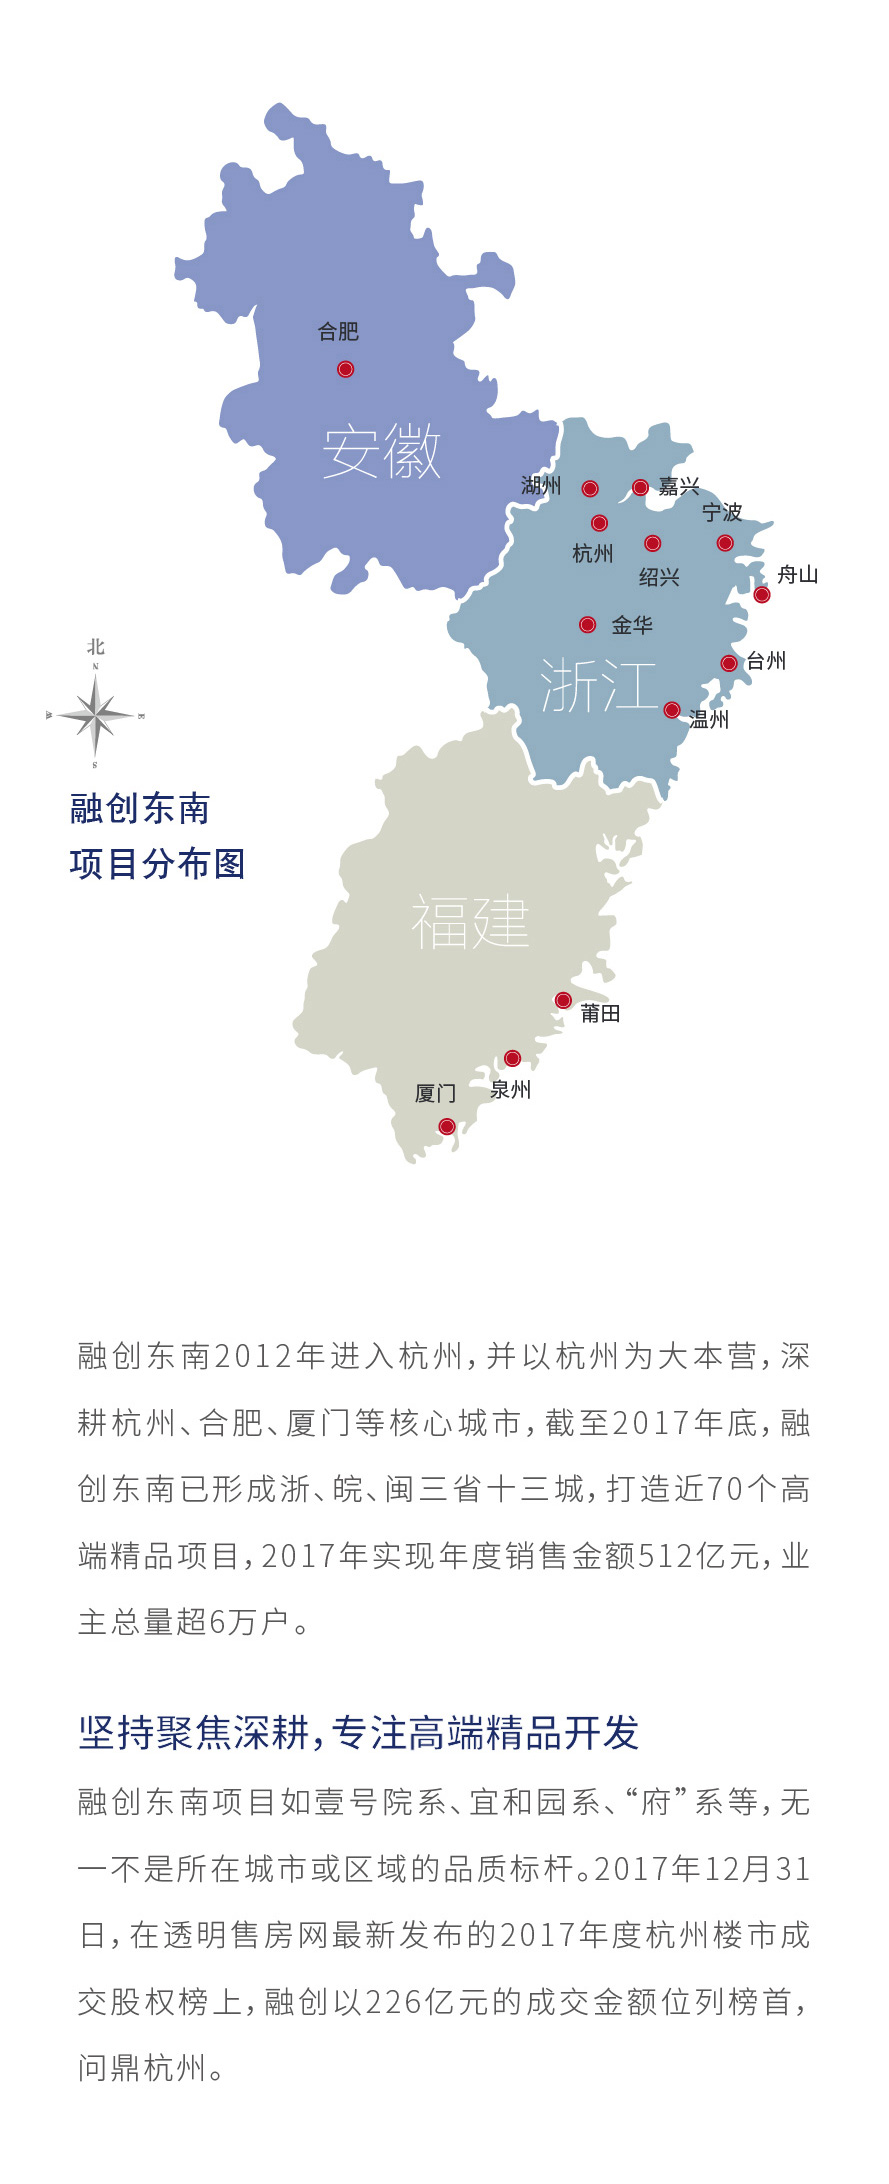 合肥
安徽
湖州
嘉兴
宁波
杭州
绍兴
舟山
金华
北
N
台州
浙江
W
E
温州
S
融创东南
项目分布图
福建
莆田
泉州
厦门
融创东南2012年进入杭州，并以杭州为大本营，深
耕杭州、合肥、厦门等核心城市，截至2017年底，融
创东南已形成浙、皖、闽三省十三城，打造近70个高
端精品项目，2017年实现年度销售金额512亿元，业
主总量超6万户。
坚持聚焦深耕，专注高端精品开发
融创东南项目如壹号院系、宜和园系、“府”系等，无
一不是所在城市或区域的品质标杆。2017年12月31
日，在透明售房网最新发布的2017年度杭州楼市成
交股权榜上，融创以226亿元的成交金额位列榜首，
问鼎杭州。